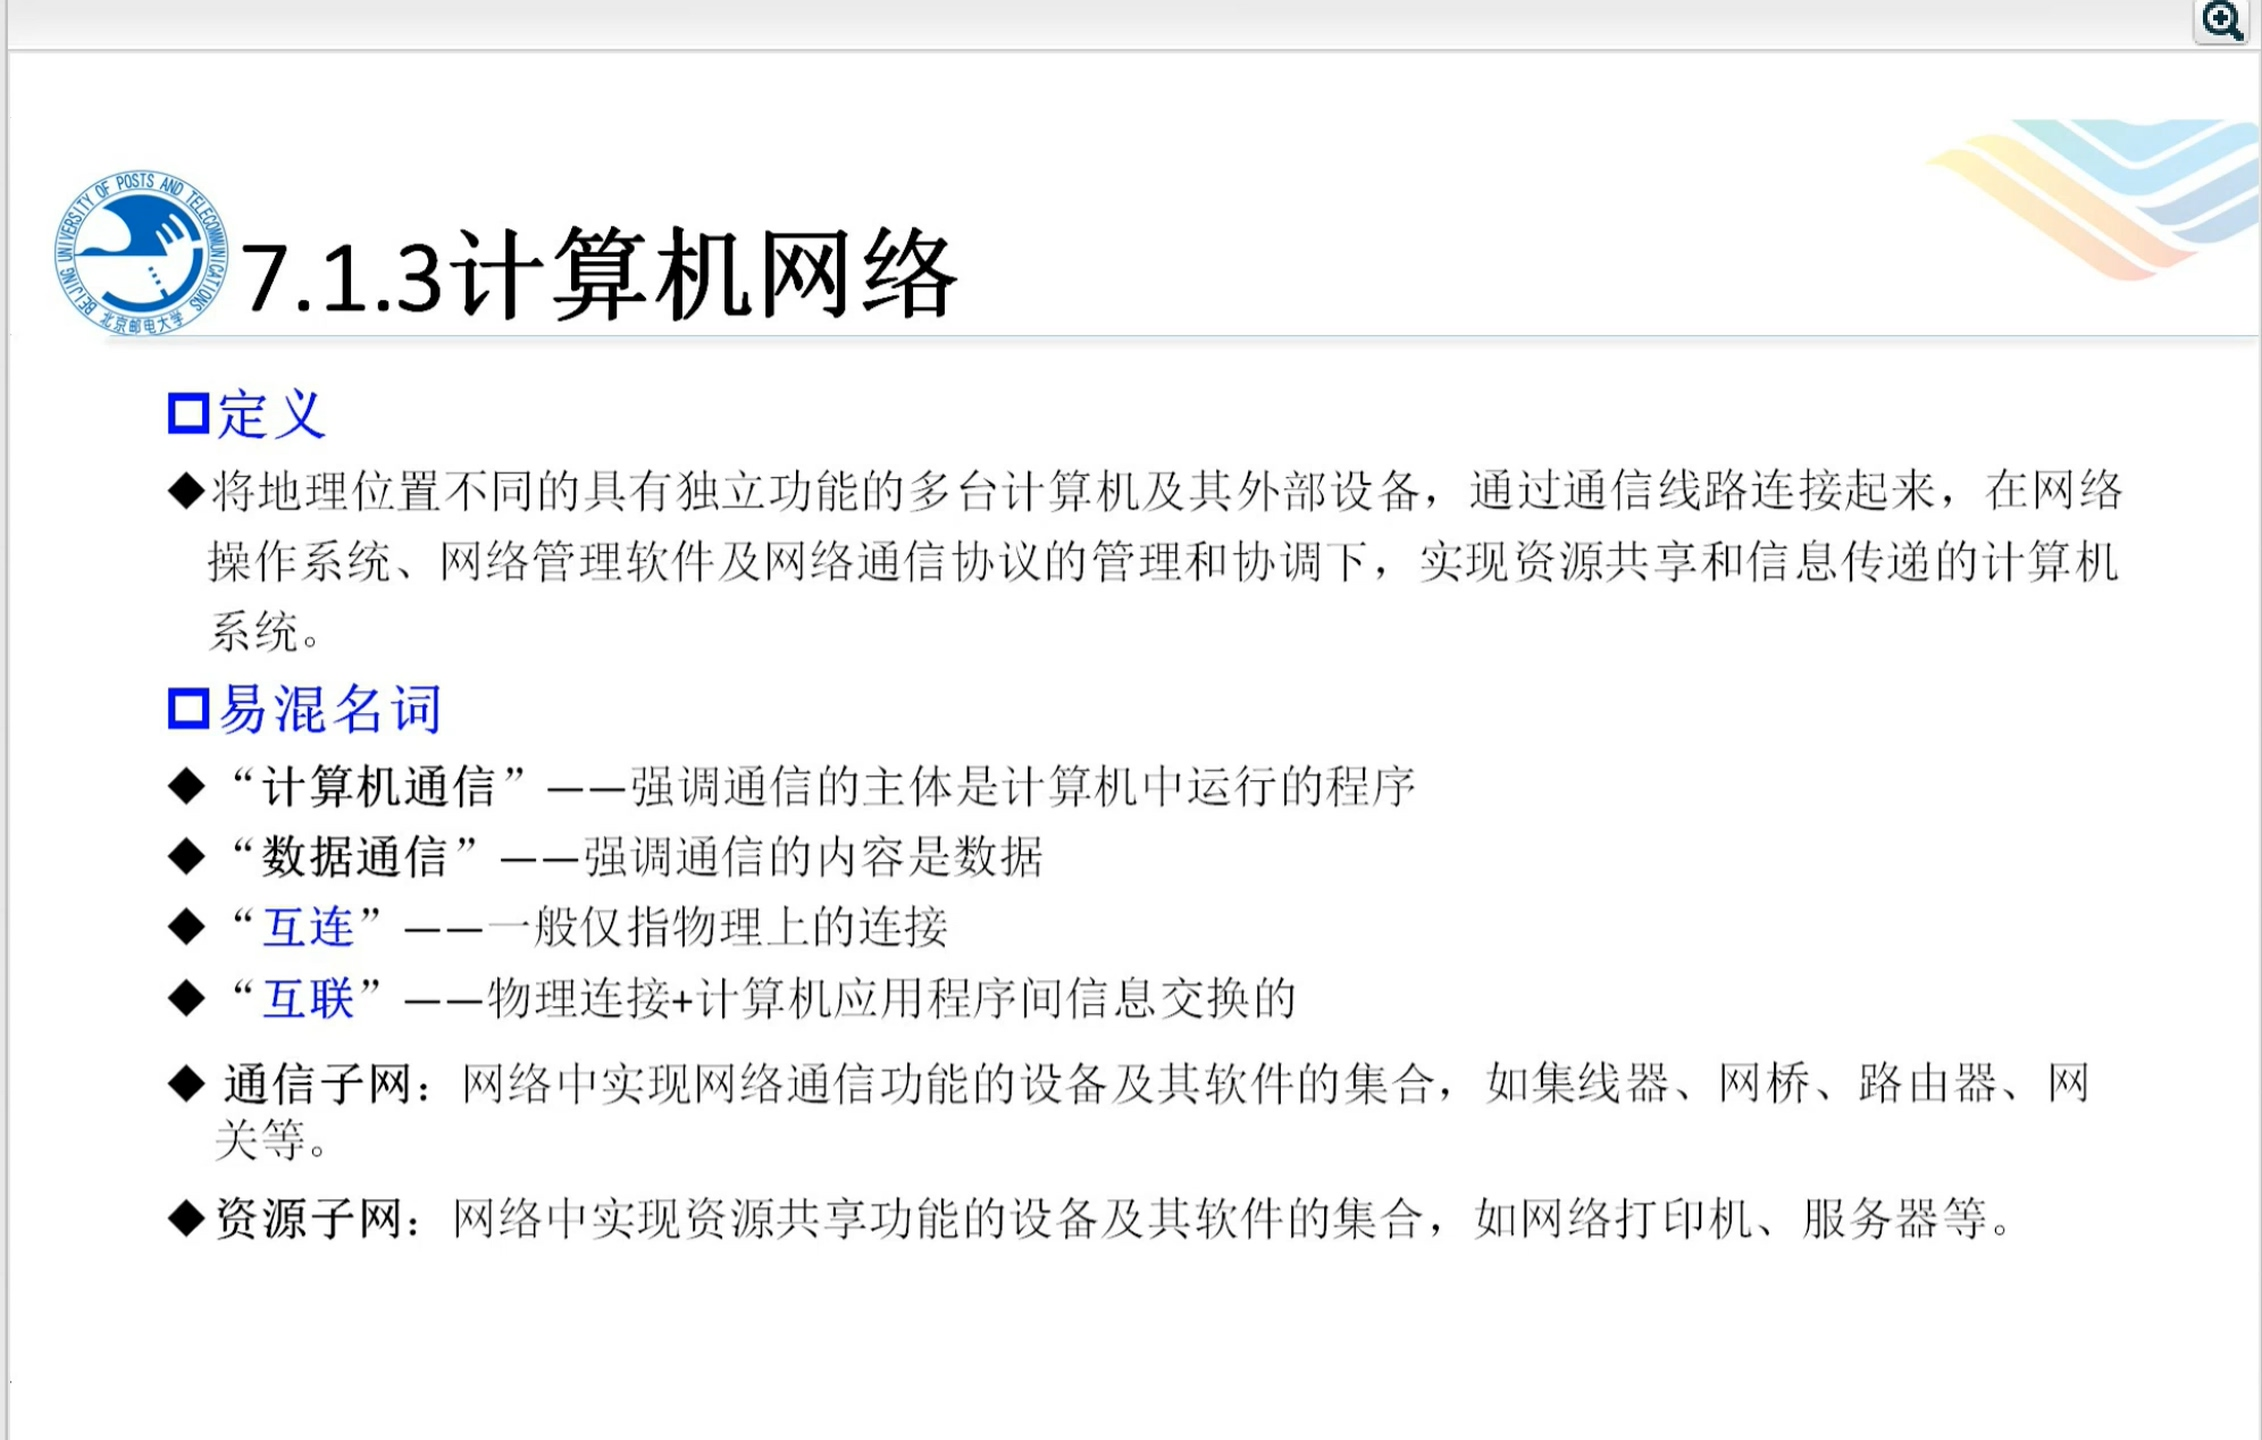 BEIJING UNIVERSITY OF POSTS AND TELECOMMUNICATIONS
北京邮电大学
7.1.3计算机网络
定义
◆将地理位置不同的具有独立功能的多台计算机及其外部设备，通过通信线路连接起来，在网络
操作系统、网络管理软件及网络通信协议的管理和协调下，实现资源共享和信息传递的计算机
系统。
易混名词
◆“计算机通信”——强调通信的主体是计算机中运行的程序
◆“数据通信”——强调通信的内容是数据
◆“互连”——一般仅指物理上的连接
◆“互联”——物理连接+计算机应用程序间信息交换的
◆通信子网：网络中实现网络通信功能的设备及其软件的集合，如集线器、网桥、路由器、网
关等。
◆资源子网：网络中实现资源共享功能的设备及其软件的集合，如网络打印机、服务器等。